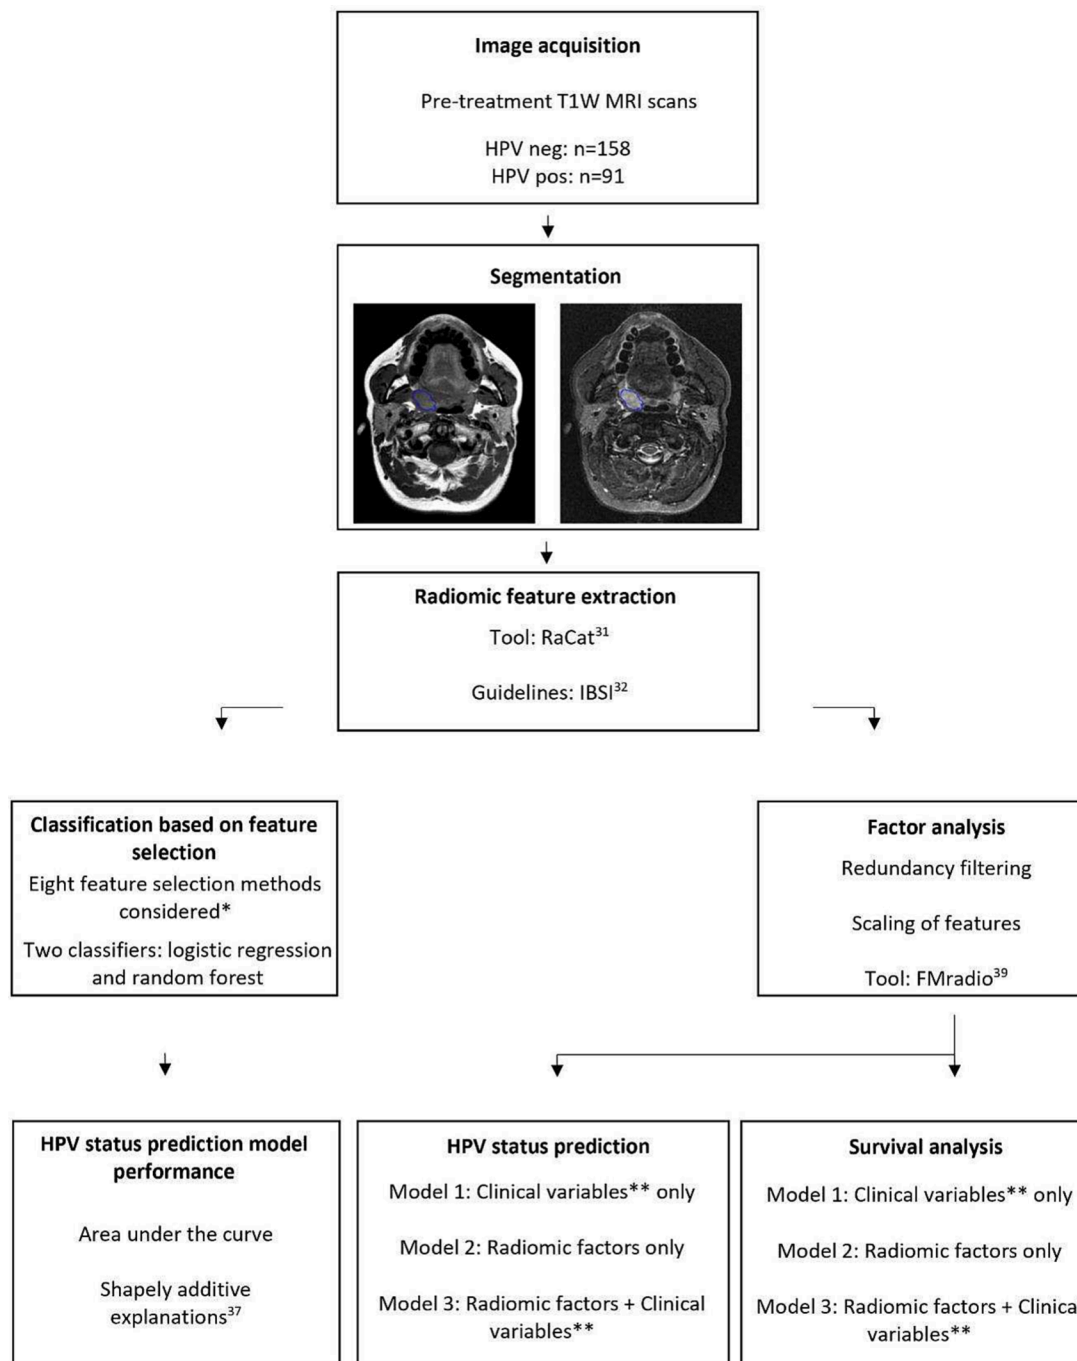 Image acquisition
Pre-treatment T1W MRI scans
HPV neg: n=158
HPV pos: n=91
Segmentation
Radiomic feature extraction
Tool: RaCat31
Guidelines: IBSI32
Classification based on feature
selection
Eight feature selection methods
considered*
Two classifiers: logistic regression
and random forest
Factor analysis
Redundancy filtering
Scaling of features
Tool: FMradio39
HPV status prediction model
performance
Area under the curve
Shapely additive
explanations37
HPV status prediction
Model 1: Clinical variables** only
Model 2: Radiomic factors only
Model 3: Radiomic factors + Clinical
variables**
Survival analysis
Model 1: Clinical variables** only
Model 2: Radiomic factors only
Model 3: Radiomic factors + Clinical
variables**